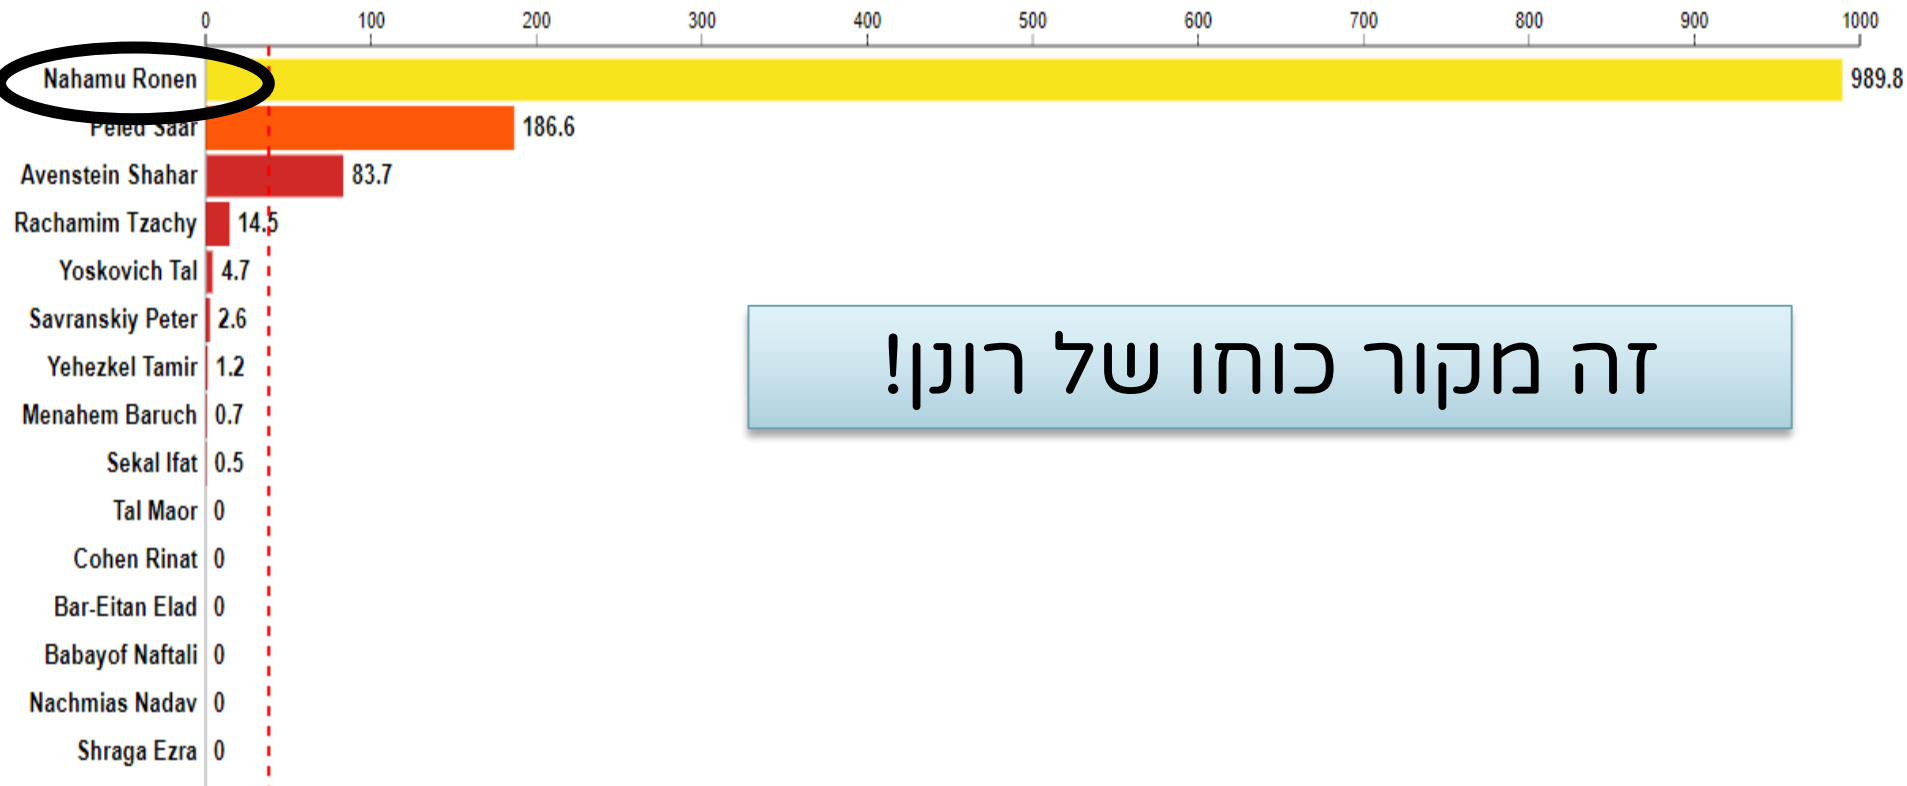 0 100 200 300 400 500 600 700 800 900 1000
Nahamu Ronen 989.8
Peled Saar 186.6
Avenstein Shahar 83.7
Rachamim Tzachy 14.5
Yoskovich Tal 4.7
Savranskiy Peter 2.6
Yehezkel Tamir 1.2
זה מקור כוחו של רונן!
Menahem Baruch 0.7
Sekal Ifat 0.5
Tal Maor 0
Cohen Rinat 0
Bar-Eitan Elad 0
Babayof Naftali 0
Nachmias Nadav 0
Shraga Ezra 0